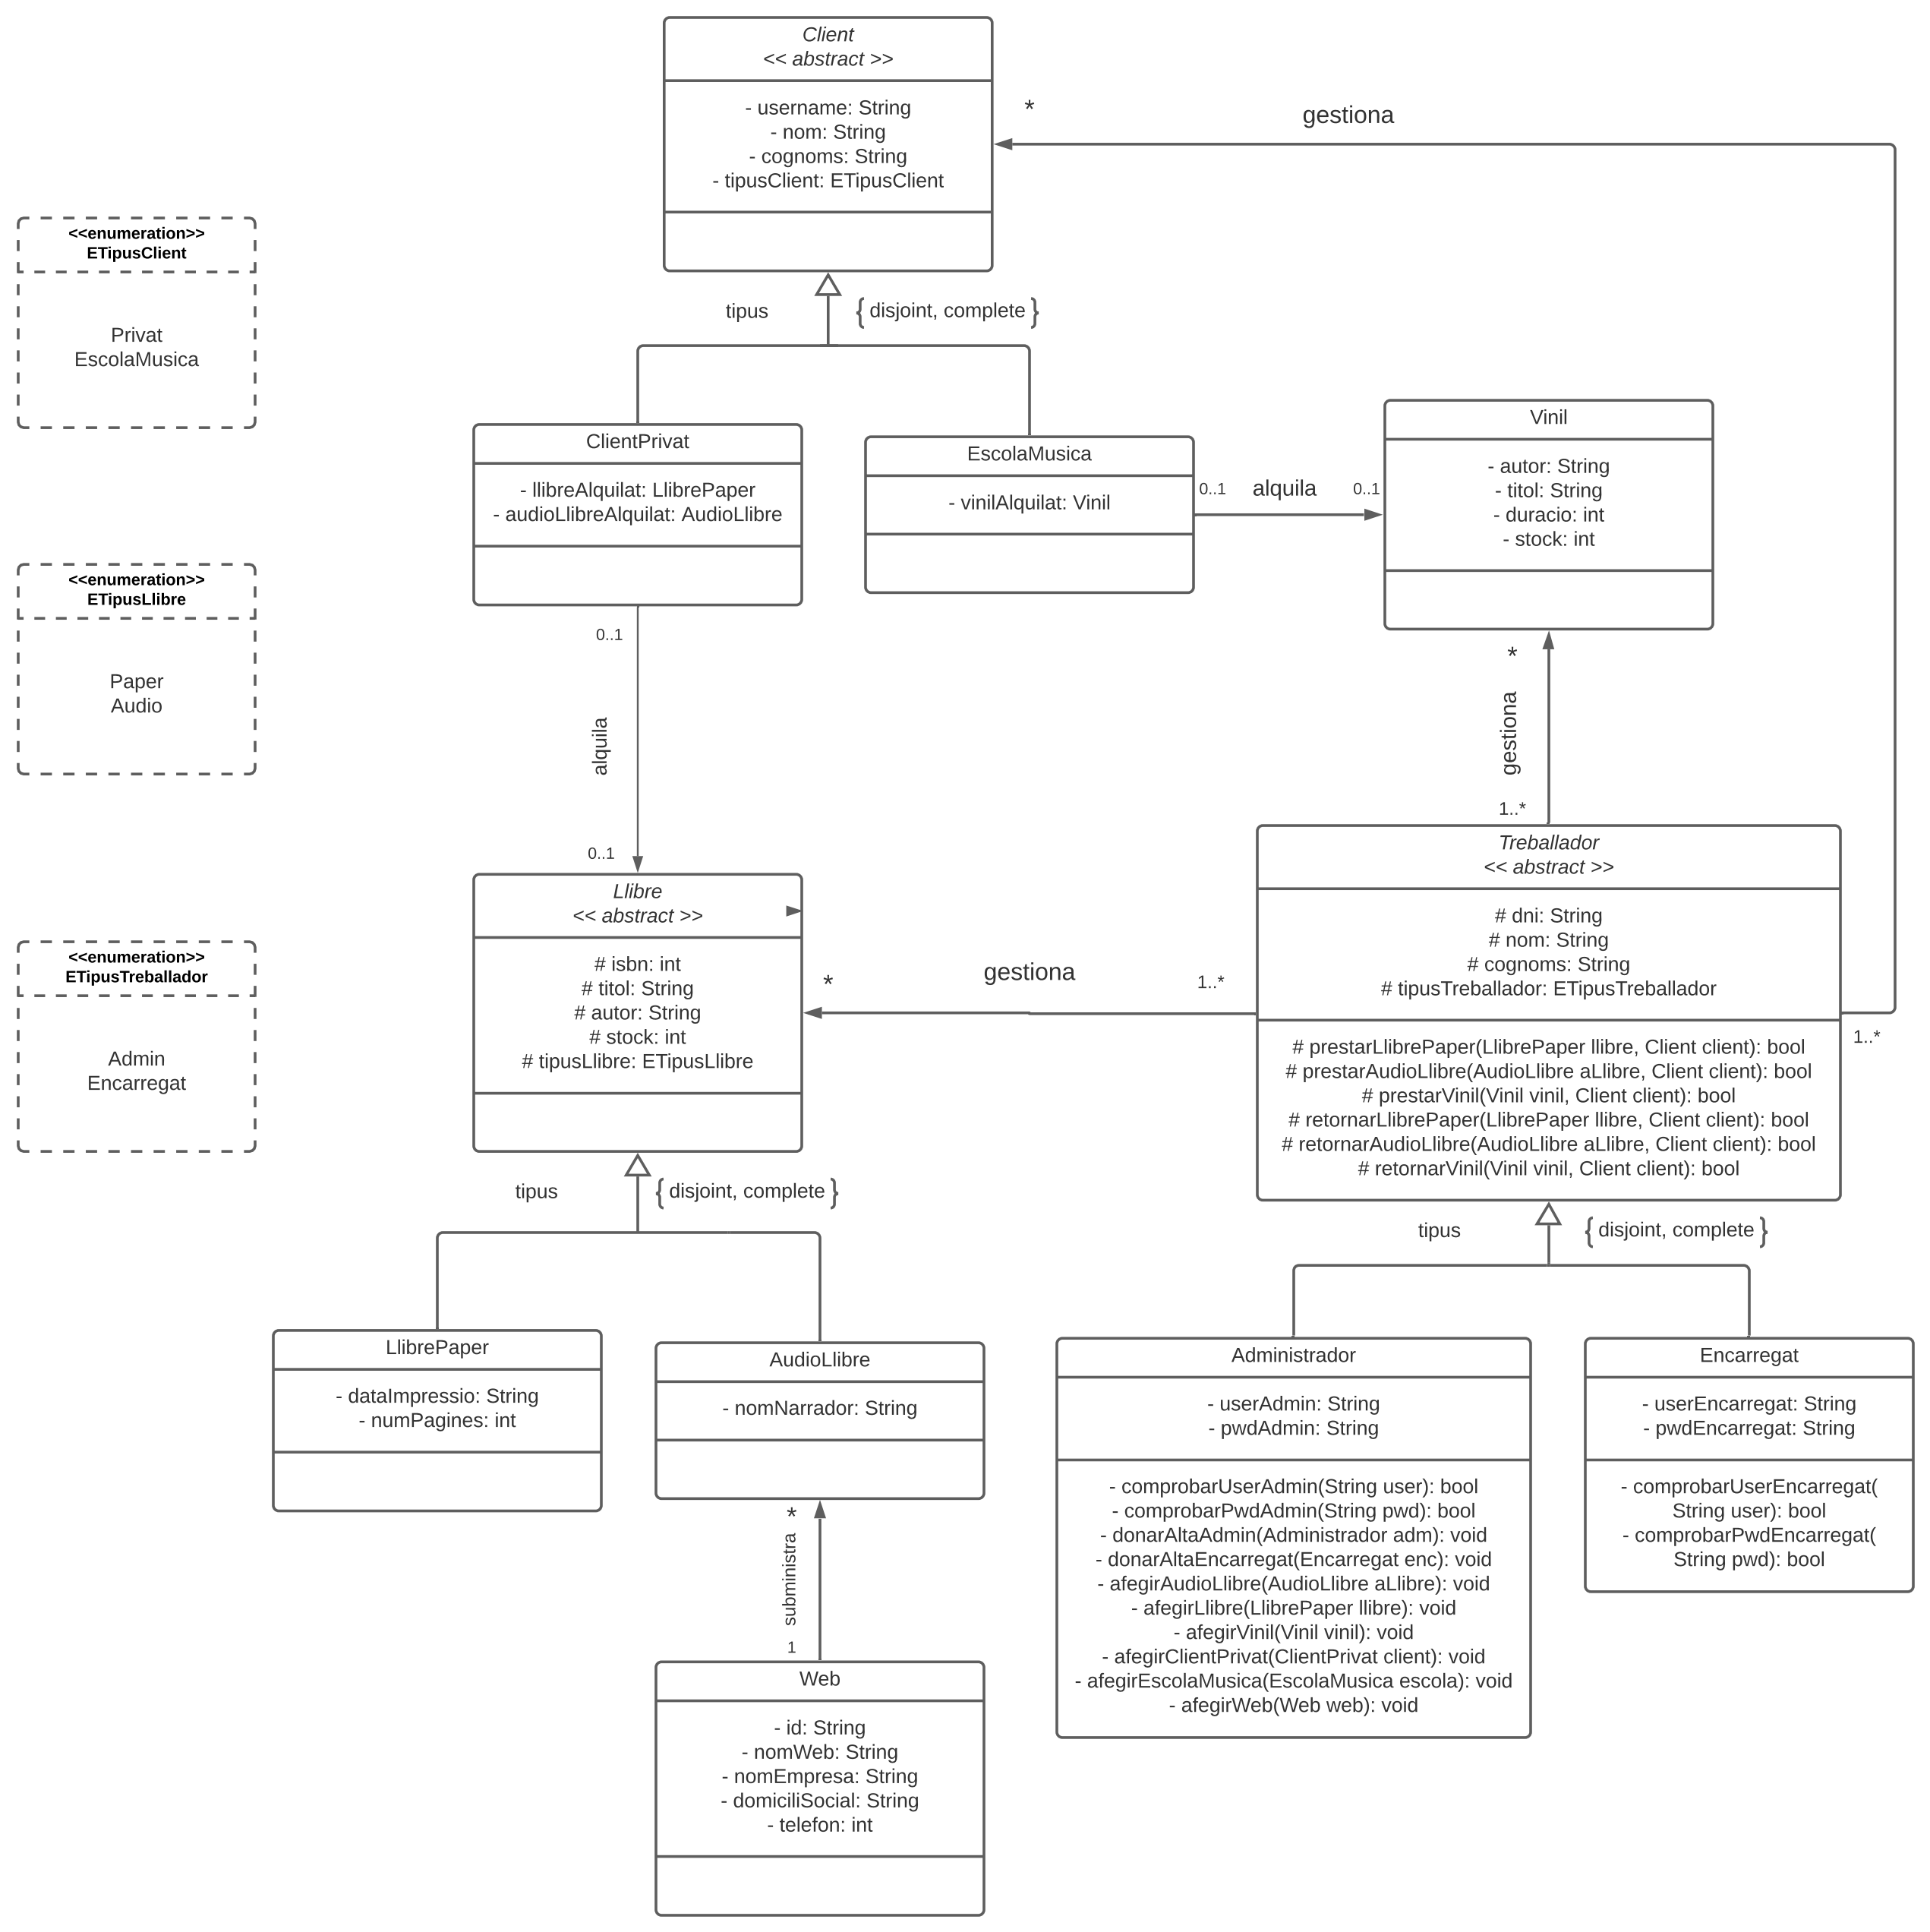 Client
<< abstract >>
- username: String
- nom: String
- cognoms: String
- tipusClient: ETipusClient
*
gestiona
<<enumeration>>
ETipusClient
Privat
EscolaMusica
tipus
{ disjoint, complete }
ClientPrivat
- llibreAlquilat: LlibrePaper
- audioLlibreAlquilat: AudioLlibre
EscolaMusica
- vinilAlquilat: Vinil
0..1
alquila
0..1
Vinil
- autor: String
- titol: String
- duracio: int
- stock: int
<<enumeration>>
ETipusLlibre
Paper
Audio
0..1
alquila
0..1
*
gestiona
1..*
Llibre
<< abstract >>
# isbn: int
# titol: String
# autor: String
# stock: int
# tipusLlibre: ETipusLlibre
*
gestiona
1..*
Treballador
<< abstract >>
# dni: String
# nom: String
# cognoms: String
# tipusTreballador: ETipusTreballador
# prestarLlibrePaper(LlibrePaper llibre, Client client): bool
# prestarAudioLlibre(AudioLlibre aLlibre, Client client): bool
# prestarVinil(Vinil vinil, Client client): bool
# retornarLlibrePaper(LlibrePaper llibre, Client client): bool
# retornarAudioLlibre(AudioLlibre aLlibre, Client client): bool
# retornarVinil(Vinil vinil, Client client): bool
1..*
<<enumeration>>
ETipusTreballador
Admin
Encarregat
tipus
{ disjoint, complete }
tipus
{ disjoint, complete }
LlibrePaper
- dataImpressio: String
- numPagines: int
AudioLlibre
- nomNarrador: String
Administrador
- userAdmin: String
- pwdAdmin: String
- comprobarUserAdmin(String user): bool
- comprobarPwdAdmin(String pwd): bool
- donarAltaAdmin(Administrador adm): void
- donarAltaEncarregat(Encarregat enc): void
- afegirAudioLlibre(AudioLlibre aLlibre): void
- afegirLlibre(LlibrePaper llibre): void
- afegirVinil(Vinil vinil): void
- afegirClientPrivat(ClientPrivat client): void
- afegirEscolaMusica(EscolaMusica escola): void
- afegirWeb(Web web): void
Encarregat
- userEncarregat: String
- pwdEncarregat: String
- comprobarUserEncarregat(
String user): bool
- comprobarPwdEncarregat(
String pwd): bool
*
subministra
1
Web
- id: String
- nomWeb: String
- nomEmpresa: String
- domiciliSocial: String
- telefon: int